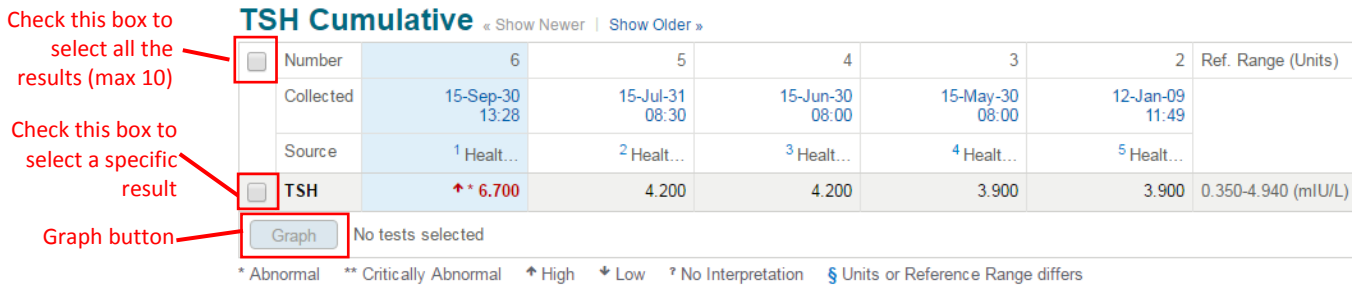 Check this box to
select all the
results (max 10)
Check this box to
select a specific
result
Graph button
TSH Cumulative « Show Newer | Show Older »
Number 6 5 4 3 2 Ref. Range (Units)
Collected 15-Sep-30 15-Jul-31 15-Jun-30 15-May-30 12-Jan-09
13:28 08:30 08:00 08:00 11:49
Source 1 Healt... 2 Healt... 3 Healt... 4 Healt... 5 Healt...
TSH ↑ * 6.700 4.200 4.200 3.900 3.900 0.350-4.940 (mIU/L)
Graph No tests selected
* Abnormal ** Critically Abnormal ↑ High ↓ Low ? No Interpretation § Units or Reference Range differs